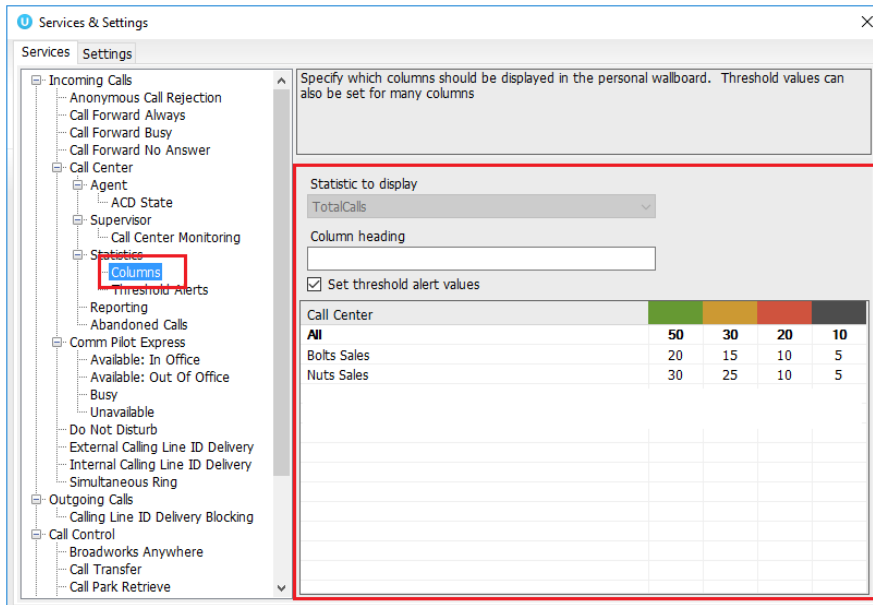 Services & Settings
Services Settings
Incoming Calls
Anonymous Call Rejection
Call Forward Always
Call Forward Busy
Call Forward No Answer
Call Center
Agent
ACD State
Supervisor
Call Center Monitoring
Statistics
Columns
Threshold Alerts
Reporting
Abandoned Calls
Comm Pilot Express
Available: In Office
Available: Out Of Office
Busy
Unavailable
Do Not Disturb
External Calling Line ID Delivery
Internal Calling Line ID Delivery
Simultaneous Ring
Outgoing Calls
Calling Line ID Delivery Blocking
Call Control
Broadworks Anywhere
Call Transfer
Call Park Retrieve
Specify which columns should be displayed in the personal wallboard. Threshold values can
also be set for many columns
Statistic to display
TotalCalls
Column heading
Set threshold alert values
Call Center
All 50 30 20 10
Bolts Sales 20 15 10 5
Nuts Sales 30 25 10 5